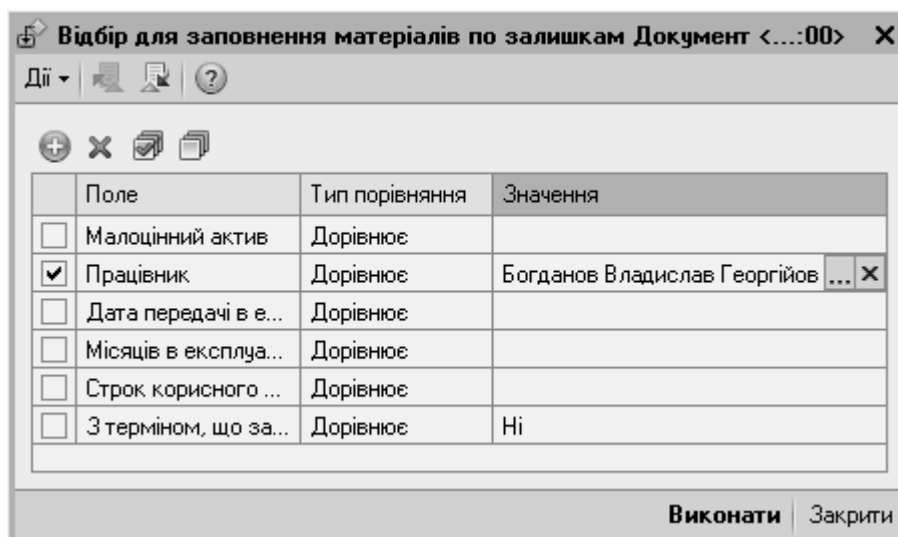 Відбір для заповнення матеріалів по залишкам Документ <...:00>
Дії
Поле Тип порівняння Значення
Малоцінний актив Дорівнює
Працівник Дорівнює Богданов Владислав Георгійов ...
Дата передачі в е... Дорівнює
Місяців в експлуа... Дорівнює
Строк корисного ... Дорівнює
З терміном, що за... Дорівнює Ні
Виконати Закрити